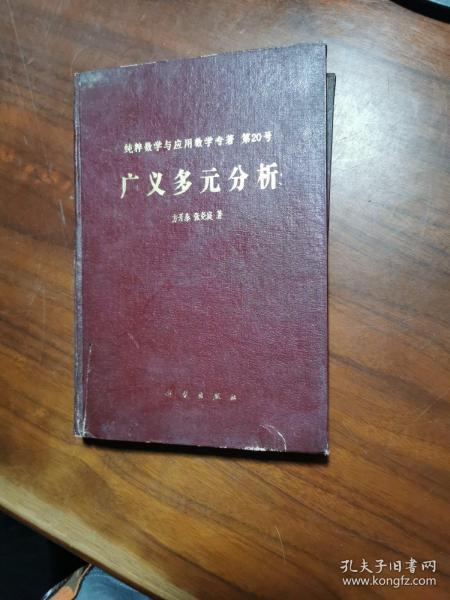 纯粹数学与应用数学专著 第20号
广义多元分析
方开泰 张尧庭 著
科学出版社
孔夫子旧书网
www.kongfz.com